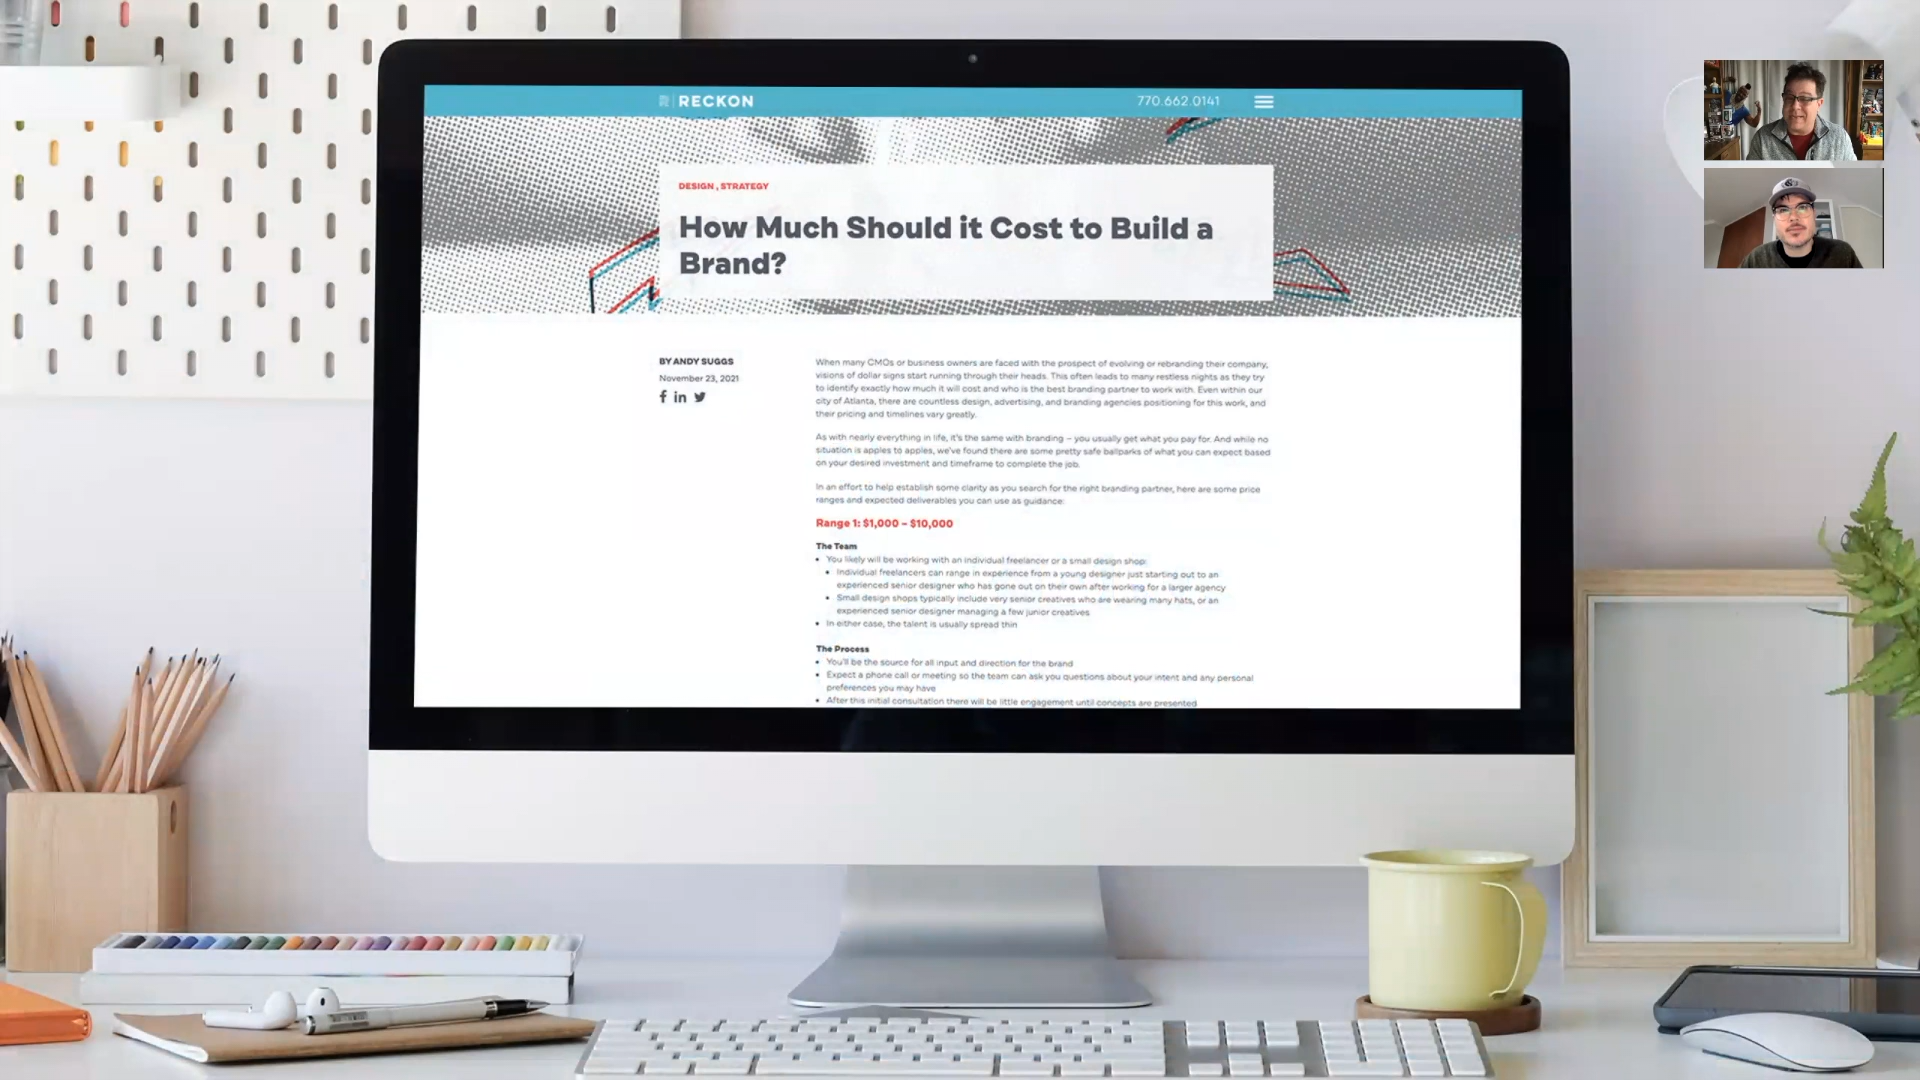 RECKON
770.662.0141
DESIGN , STRATEGY
How Much Should it Cost to Build a
Brand?
BY ANDY SUGGS
November 23, 2021
When many CMOs or business owners are faced with the prospect of evolving or rebranding their company,
visions of dollar signs start running through their heads. This often leads to many restless nights as they try
to identify exactly how much it will cost and who is the best branding partner to work with. Even within our
city of Atlanta, there are countless design, advertising, and branding agencies positioning for this work, and
their pricing and timelines vary greatly.
As with nearly everything in life, it's the same with branding – you usually get what you pay for. And while no
situation is apples to apples, we've found there are some pretty safe ballparks of what you can expect based
on your desired investment and timeframe to complete the job.
In an effort to help establish some clarity as you search for the right branding partner, here are some price
ranges and expected deliverables you can use as guidance:
Range 1: $1,000 – $10,000
The Team
• You likely will be working with an individual freelancer or a small design shop:
• Individual freelancers can range in experience from a young designer just starting out to an
experienced senior designer who has gone out on their own after working for a larger agency
• Small design shops typically include very senior creatives who are wearing many hats, or an
experienced senior designer managing a few junior creatives
• In either case, the talent is usually spread thin
The Process
• You'll be the source for all input and direction for the brand
• Expect a phone call or meeting so the team can ask you questions about your intent and any personal
preferences you may have
• After this initial consultation there will be little engagement until concepts are presented